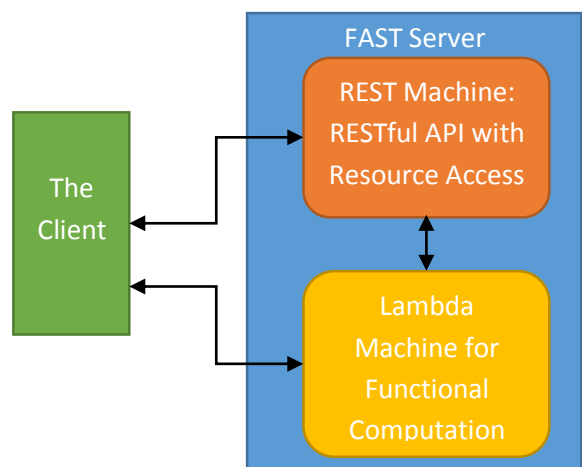 FAST Server
REST Machine:
RESTful API with
Resource Access
The
Client
Lambda
Machine for
Functional
Computation